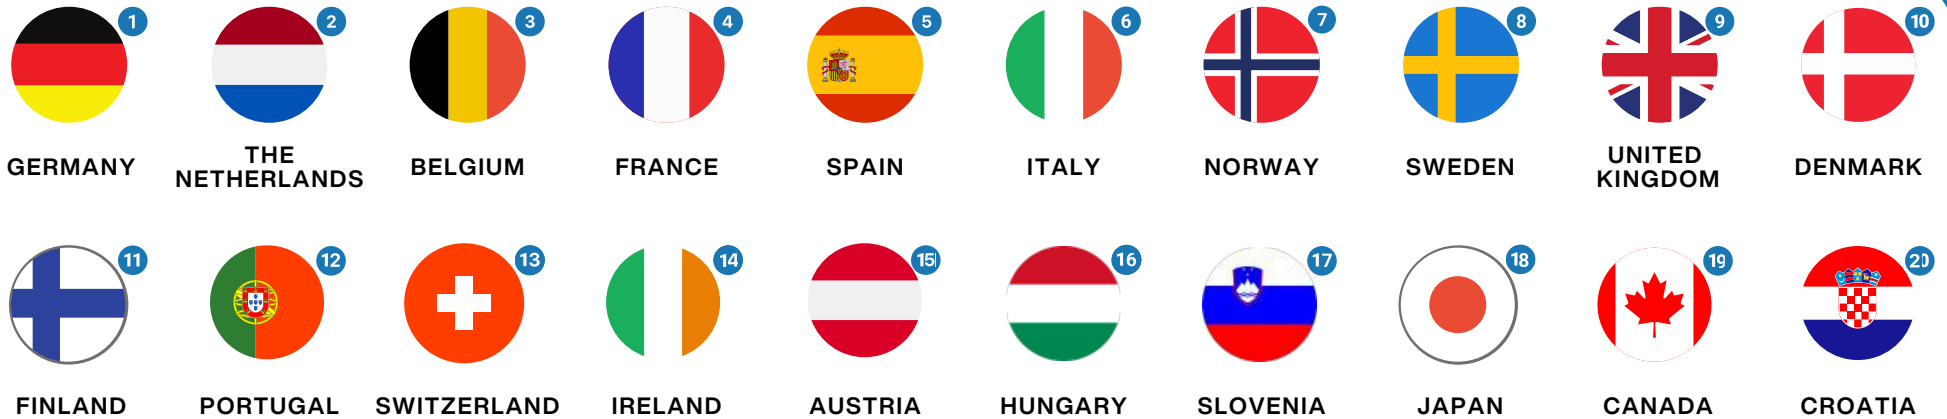 1 2 3 4 5 6 7 8 9 10
GERMANY
THE
NETHERLANDS
BELGIUM
FRANCE
SPAIN
ITALY
NORWAY
SWEDEN
UNITED
KINGDOM
DENMARK
11 12 13 14 15 16 17 18 19 20
FINLAND
PORTUGAL
SWITZERLAND
IRELAND
AUSTRIA
HUNGARY
SLOVENIA
JAPAN
CANADA
CROATIA